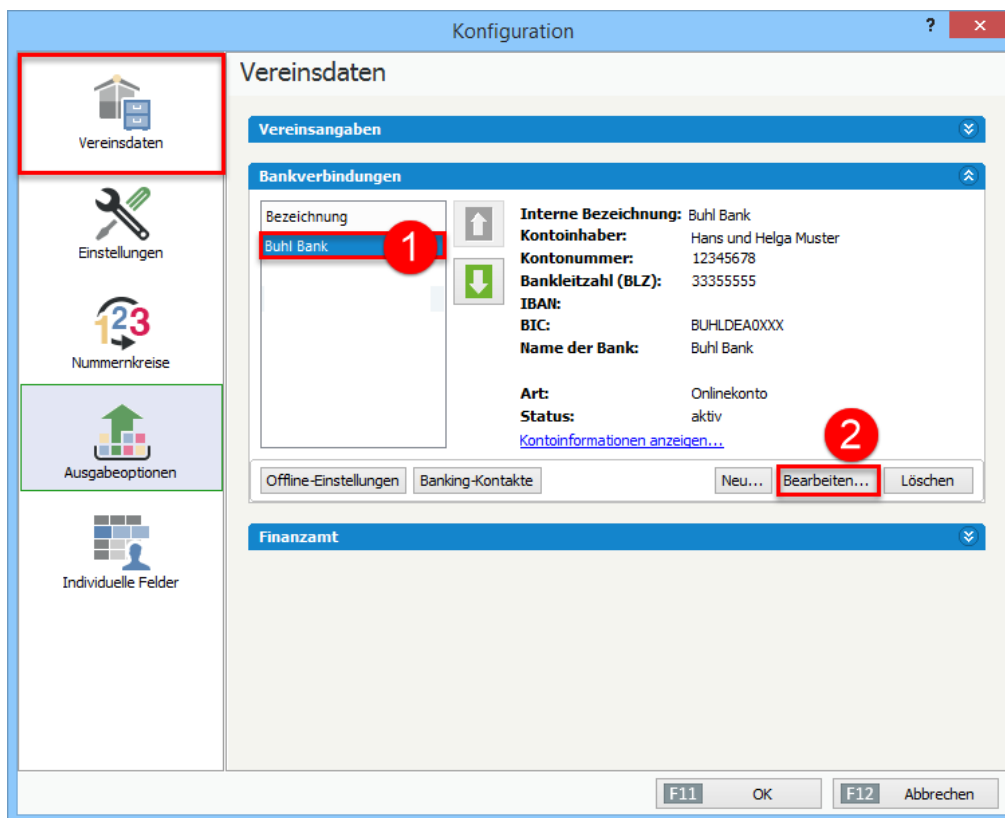 Konfiguration
?
×
Vereinsdaten
Einstellungen
123
Nummernkreise
Ausgabeoptionen
Individuelle Felder
Vereinsdaten
Vereinsangaben
Bankverbindungen
Bezeichnung
Buhl Bank
1
Interne Bezeichnung: Buhl Bank
Kontoinhaber: Hans und Helga Muster
Kontonummer: 12345678
Bankleitzahl (BLZ): 33355555
IBAN:
BIC: BUHLDEA0XXX
Name der Bank: Buhl Bank
Art: Onlinekonto
Status: aktiv
Kontoinformationen anzeigen...
2
Offline-Einstellungen Banking-Kontakte Neu... Bearbeiten... Löschen
Finanzamt
F11 OK F12 Abbrechen